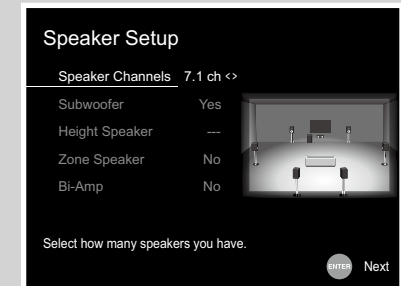 Speaker Setup
Speaker Channels 7.1 ch <>
Subwoofer Yes
Height Speaker ---
Zone Speaker No
Bi-Amp No
Select how many speakers you have.
ENTER Next